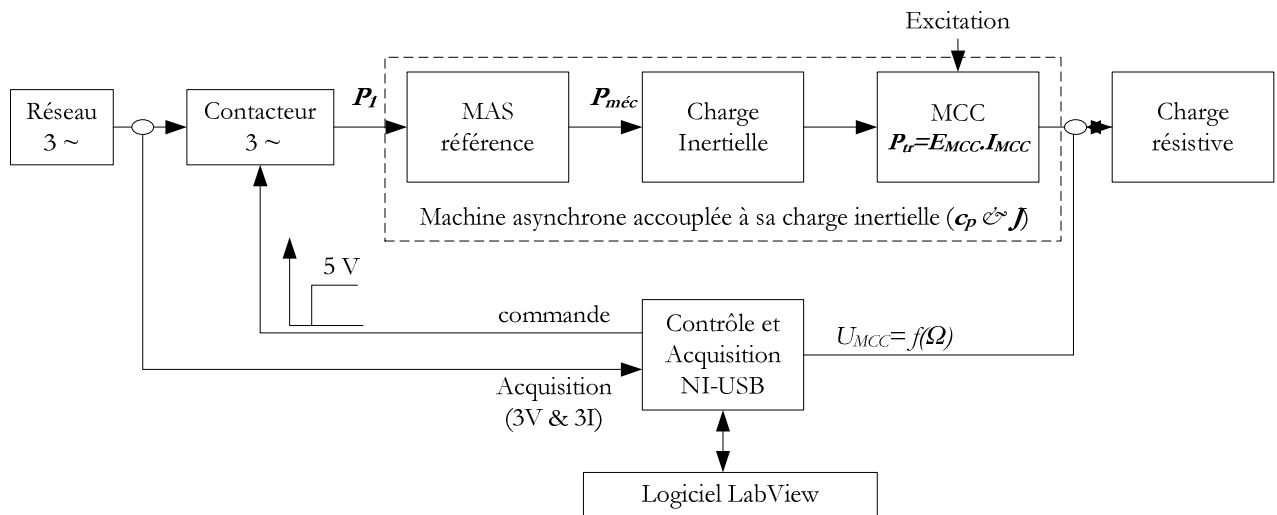 Excitation
Réseau
3 ~
Contacteur
3 ~
P1
MAS
référence
Pméc
Charge
Inertielle
MCC
Ptr=EMCC.IMCC
Charge
résistive
Machine asynchrone accouplée à sa charge inertielle (cp & J)
5 V
commande
Contrôle et
Acquisition
NI-USB
UMCC= f(Ω)
Acquisition
(3V & 3I)
Logiciel LabView